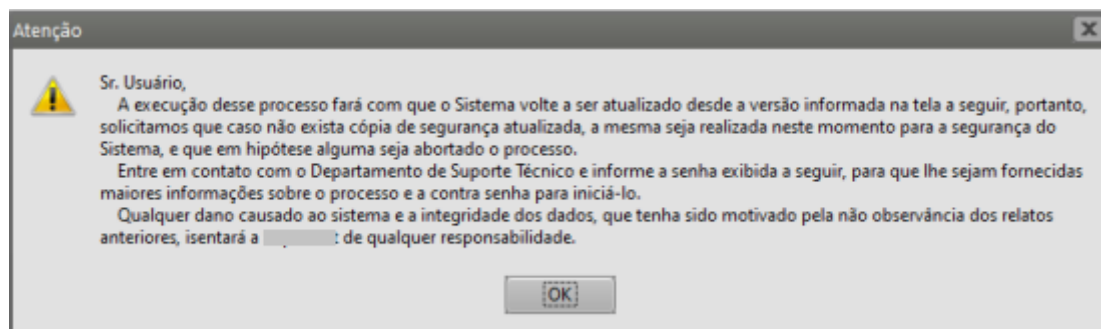 Atenção
Sr. Usuário,
A execução desse processo fará com que o Sistema volte a ser atualizado desde a versão informada na tela a seguir, portanto,
solicitamos que caso não exista cópia de segurança atualizada, a mesma seja realizada neste momento para a segurança do
Sistema, e que em hipótese alguma seja abortado o processo.
Entre em contato com o Departamento de Suporte Técnico e informe a senha exibida a seguir, para que lhe sejam fornecidas
maiores informações sobre o processo e a contra senha para iniciá-lo.
Qualquer dano causado ao sistema e a integridade dos dados, que tenha sido motivado pela não observância dos relatos
anteriores, isentará a de qualquer responsabilidade.
OK